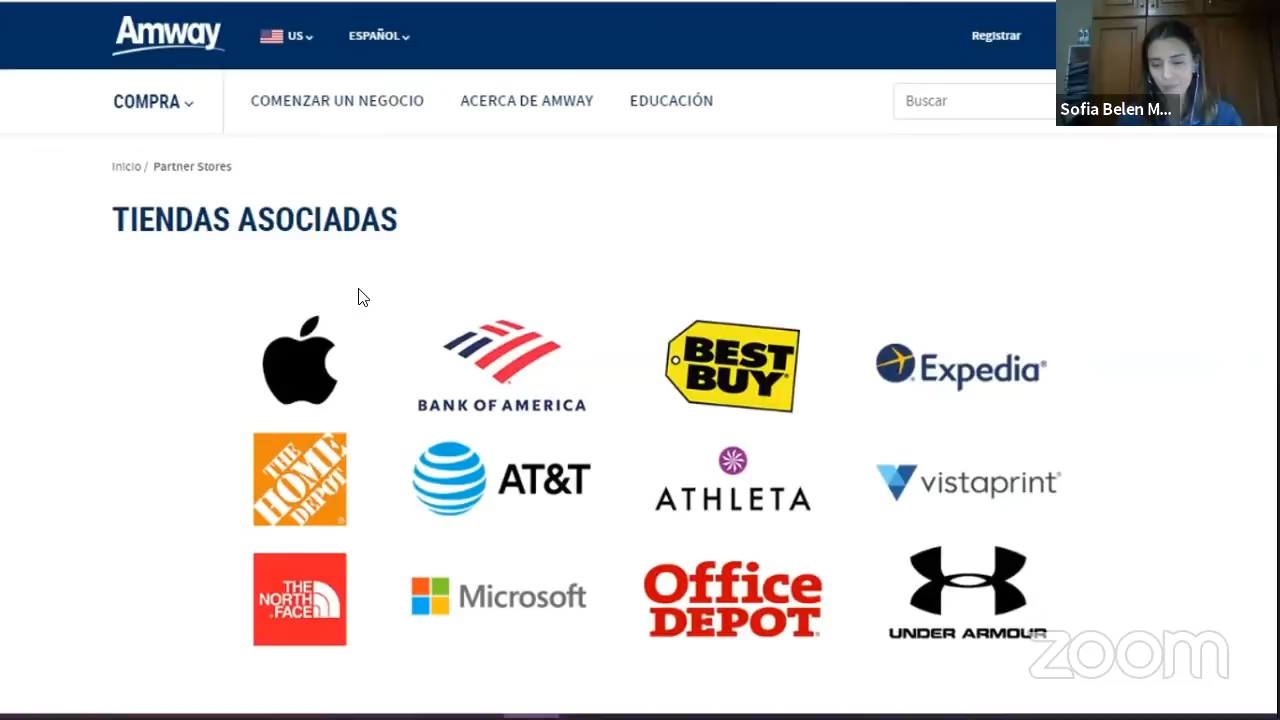 Amway
US
ESPAÑOL
Registrar
COMPRA
COMENZAR UN NEGOCIO
ACERCA DE AMWAY
EDUCACIÓN
Buscar
Sofia Belen M...
Inicio / Partner Stores
TIENDAS ASOCIADAS
BANK OF AMERICA
BEST
BUY
Expedia
THE
HOME
DEPOT
AT&T
ATHLETA
vistaprint
THE
NORTH
FACE
Microsoft
Office
DEPOT
UNDER ARMOUR
zoom